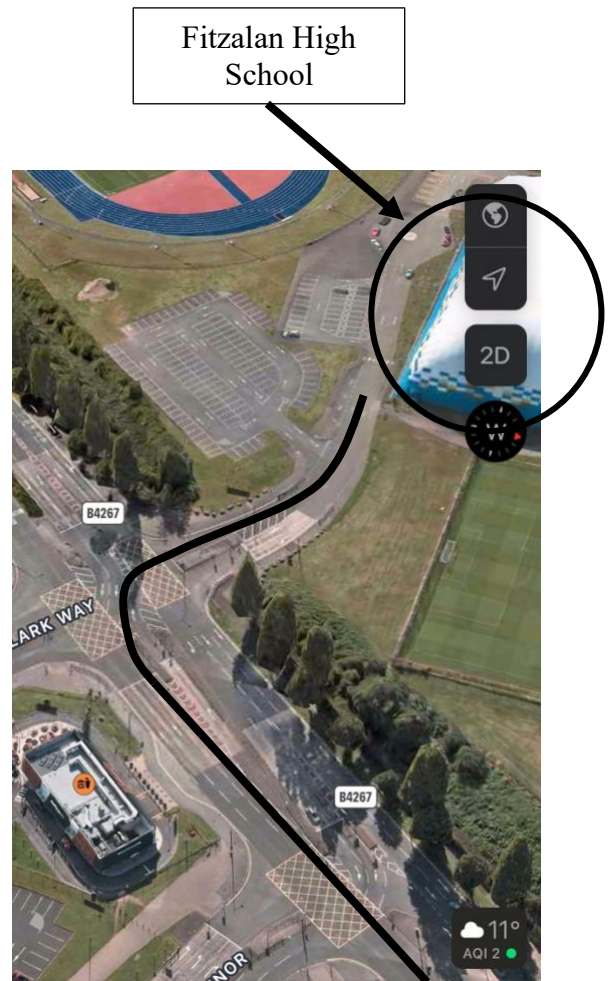 Fitzalan High
School
2D
B4267
LARK WAY
B4267
NOR
11°
AQI 2